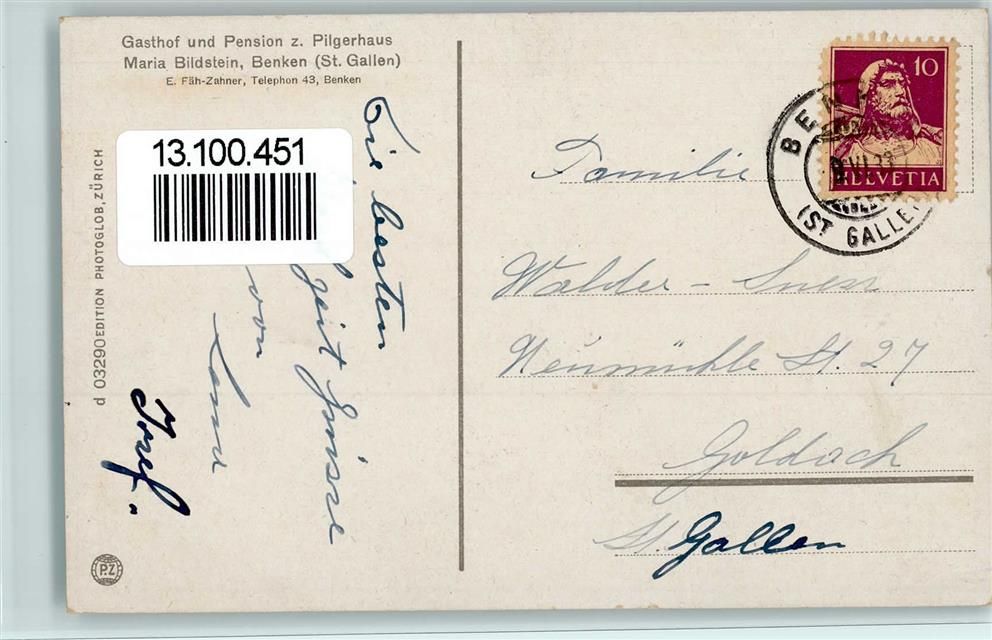 Gasthof und Pension z. Pilgerhaus
Maria Bildstein, Benken (St. Gallen)
E. Fäh-Zahner, Telephon 43, Benken
13.100.451
d 03290 EDITION PHOTOGLOB, ZÜRICH
PZ
Die besten
Grüsse
von
Josef.
10
HELVETIA
BEN
(ST GALLEN
Familie
Walder - Suess
Neumühle St. 27
Goldach
St. Gallen